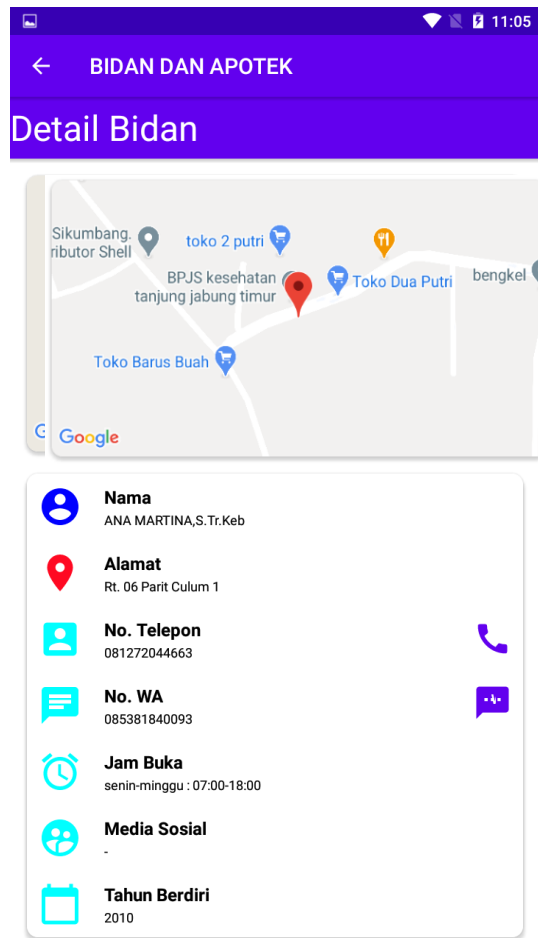 11:05
BIDAN DAN APOTEK
Detail Bidan
Sikumbang.
ributor Shell
toko 2 putri
BPJS kesehatan
tanjung jabung timur
Toko Dua Putri
bengkel
Toko Barus Buah
G
Google
Nama
ANA MARTINA,S.Tr.Keb
Alamat
Rt. 06 Parit Culum 1
No. Telepon
081272044663
No. WA
085381840093
Jam Buka
senin-minggu : 07:00-18:00
Media Sosial
-
Tahun Berdiri
2010